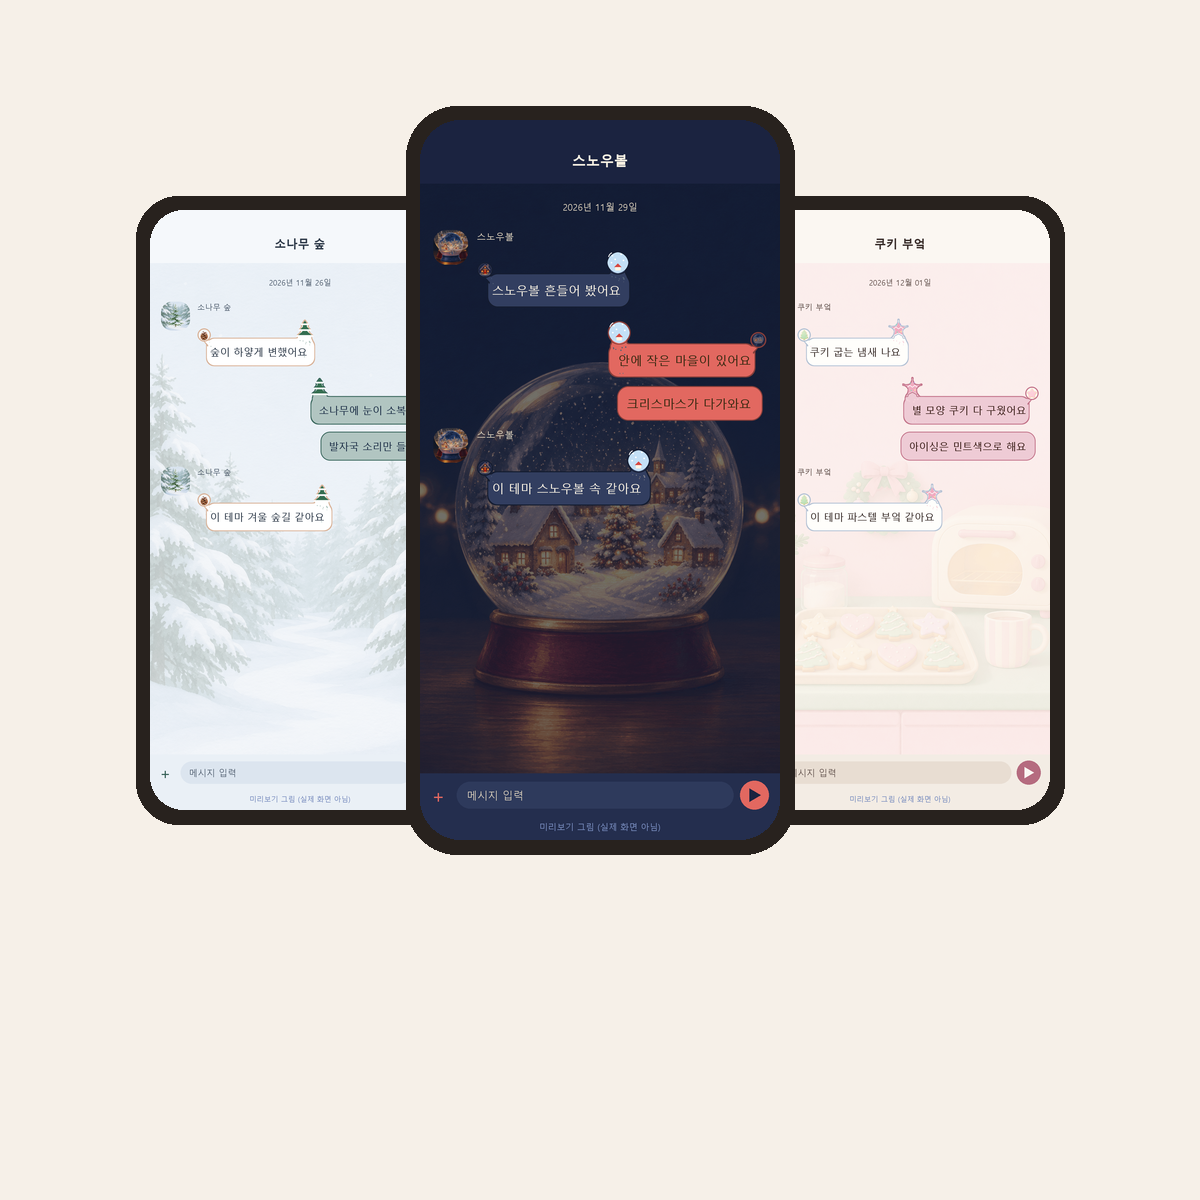 소나무 숲
2026년 11월 26일
소나무 숲
숲이 하얗게 변했어요
소나무에 눈이 소복
발자국 소리만 들
소나무 숲
이 테마 겨울 숲길 같아요
+
메시지 입력
미리보기 그림 (실제 화면 아님)
스노우볼
2026년 11월 29일
스노우볼
스노우볼 흔들어 봤어요
안에 작은 마을이 있어요
크리스마스가 다가와요
스노우볼
이 테마 스노우볼 속 같아요
+
메시지 입력
미리보기 그림 (실제 화면 아님)
쿠키 부엌
2026년 12월 01일
쿠키 부엌
쿠키 굽는 냄새 나요
별 모양 쿠키 다 구웠어요
아이싱은 민트색으로 해요
쿠키 부엌
이 테마 파스텔 부엌 같아요
시지 입력
미리보기 그림 (실제 화면 아님)